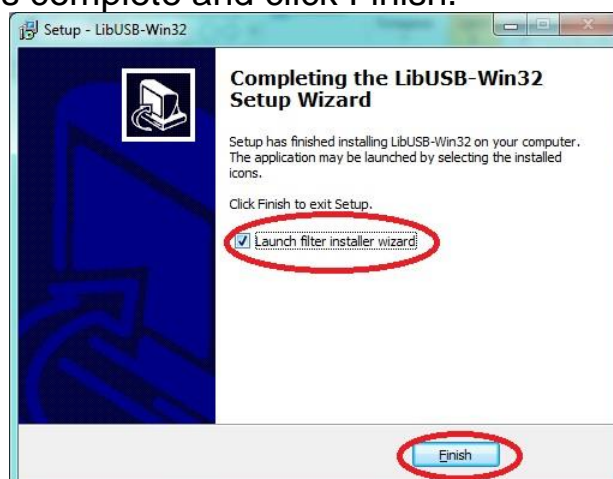 s complete and click Finish.
Setup - LibUSB-Win32
Completing the LibUSB-Win32
Setup Wizard
Setup has finished installing LibUSB-Win32 on your computer.
The application may be launched by selecting the installed
icons.
Click Finish to exit Setup.
Launch filter installer wizard
Finish